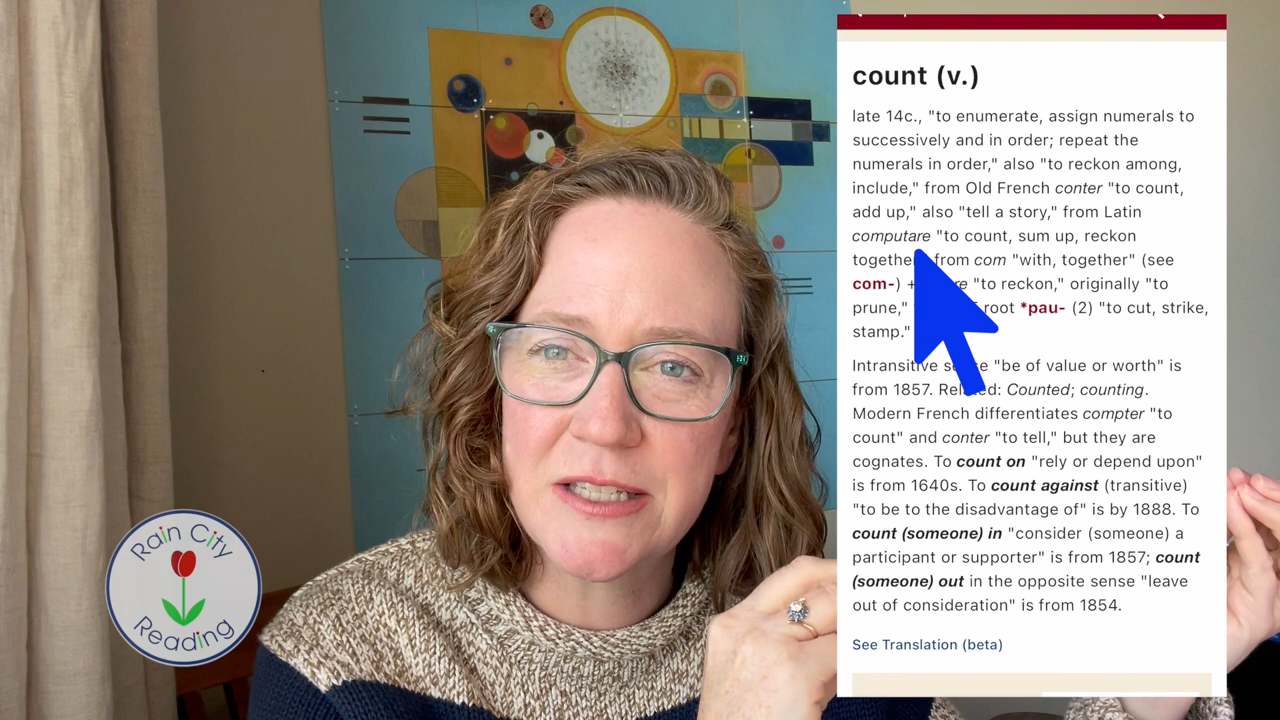 count (v.)
late 14c., "to enumerate, assign numerals to
successively and in order; repeat the
numerals in order," also "to reckon among,
include," from Old French conter "to count,
add up," also "tell a story," from Latin
computare "to count, sum up, reckon
together from com "with, together" (see
com-) + "to reckon," originally "to
prune," root *pau- (2) "to cut, strike,
stamp."
Intransitive "be of value or worth" is
from 1857. Related: Counted; counting.
Modern French differentiates compter "to
count" and conter "to tell," but they are
cognates. To count on "rely or depend upon"
is from 1640s. To count against (transitive)
"to be to the disadvantage of" is by 1888. To
count (someone) in "consider (someone) a
participant or supporter" is from 1857; count
(someone) out in the opposite sense "leave
out of consideration" is from 1854.
See Translation (beta)
Rain City
Reading